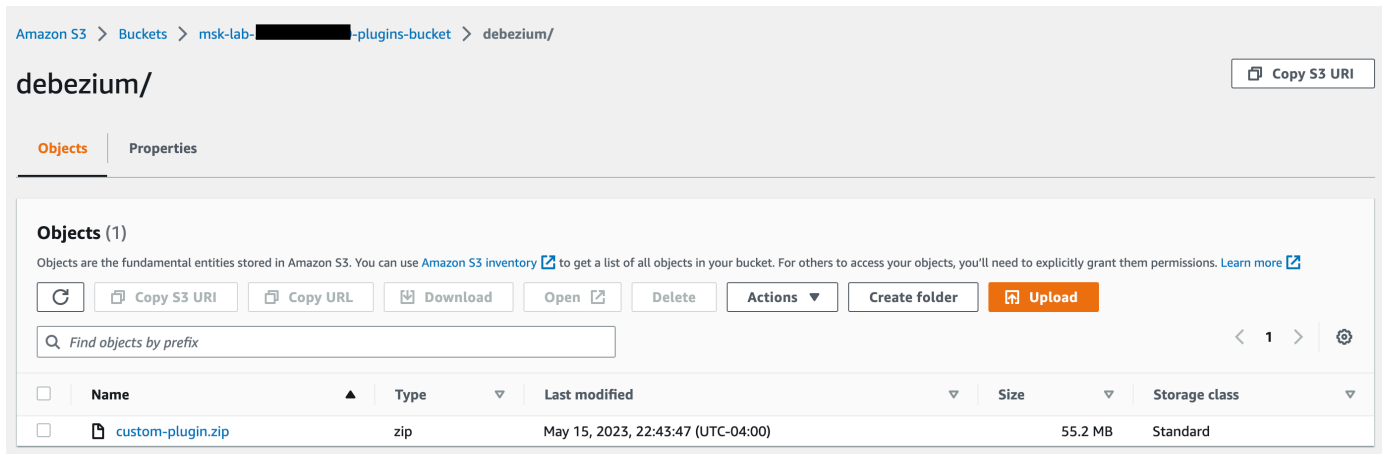 Amazon S3 > Buckets > msk-lab- -plugins-bucket > debezium/
debezium/
Copy S3 URI
Objects Properties
Objects (1)
Objects are the fundamental entities stored in Amazon S3. You can use Amazon S3 inventory to get a list of all objects in your bucket. For others to access your objects, you'll need to explicitly grant them permissions. Learn more
Copy S3 URI Copy URL Download Open Delete Actions Create folder Upload
Find objects by prefix
1
Name Type Last modified Size Storage class
custom-plugin.zip zip May 15, 2023, 22:43:47 (UTC-04:00) 55.2 MB Standard